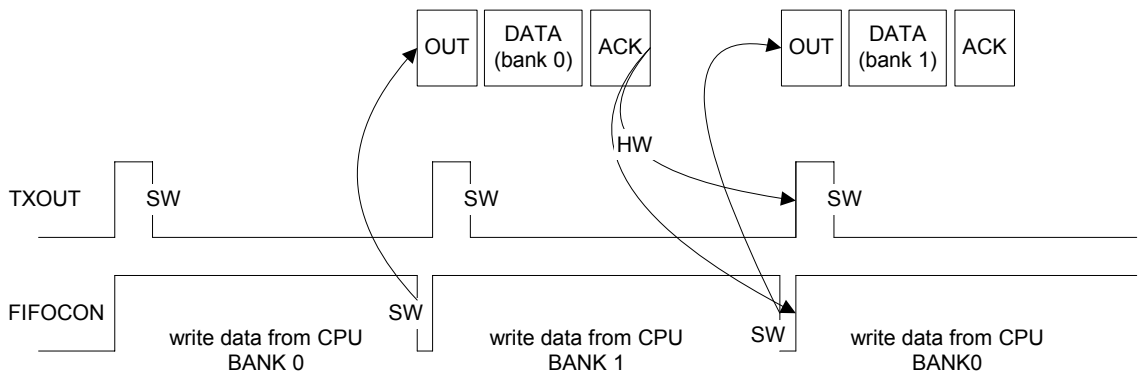 OUT DATA (bank 0) ACK OUT DATA (bank 1) ACK
HW
TXOUT SW SW SW
FIFOCON SW SW
write data from CPU BANK 0 write data from CPU BANK 1 write data from CPU BANK0